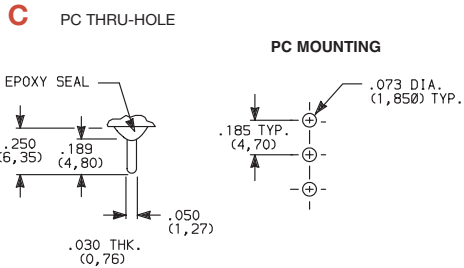 C PC THRU-HOLE
PC MOUNTING
EPOXY SEAL
.073 DIA.
(1,850) TYP.
.185 TYP.
(4,70)
.250
(6,35)
.189
(4,80)
.050
(1,27)
.030 THK.
(0,76)